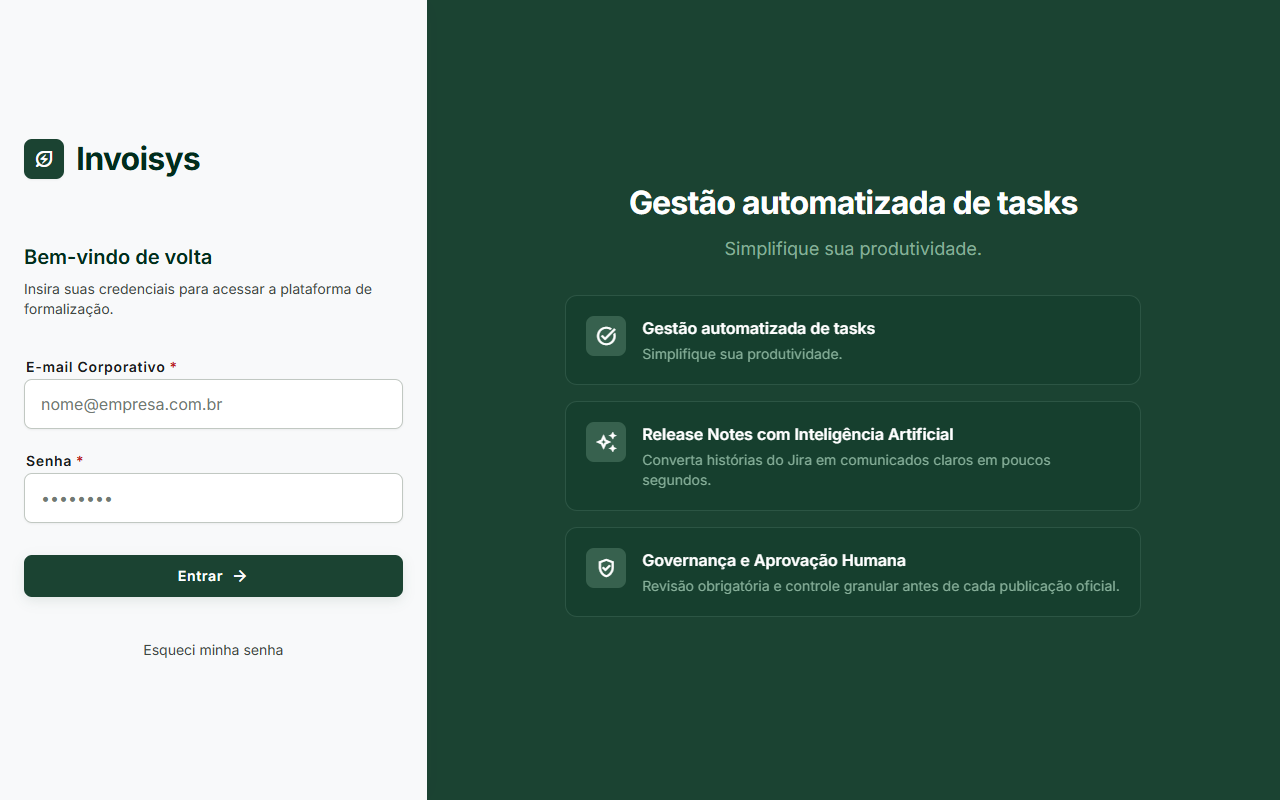 Invoisys
Bem-vindo de volta
Insira suas credenciais para acessar a plataforma de
formalização.
E-mail Corporativo *
nome@empresa.com.br
Senha *
••••••••
Entrar →
Esqueci minha senha
Gestão automatizada de tasks
Simplifique sua produtividade.
Gestão automatizada de tasks
Simplifique sua produtividade.
Release Notes com Inteligência Artificial
Converta histórias do Jira em comunicados claros em poucos
segundos.
Governança e Aprovação Humana
Revisão obrigatória e controle granular antes de cada publicação oficial.